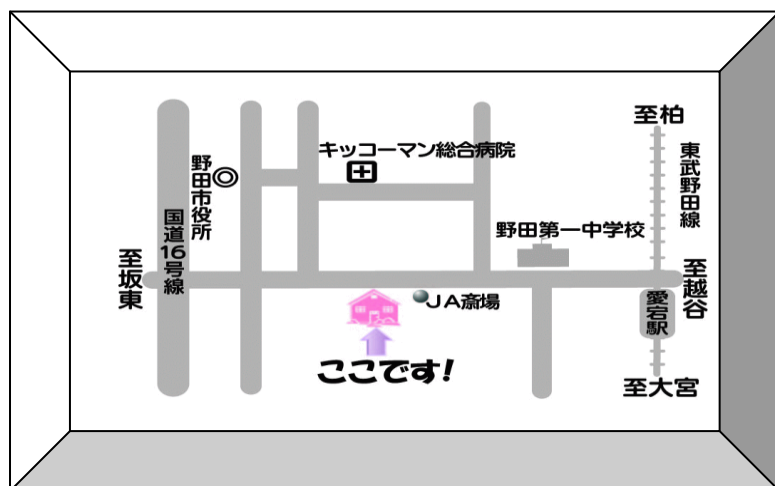 至柏
キッコーマン総合病院
東武野田線
野田市役所
国道16号線
野田第一中学校
至坂東
至越谷
愛宕駅
JA斎場
ここです!
至大宮